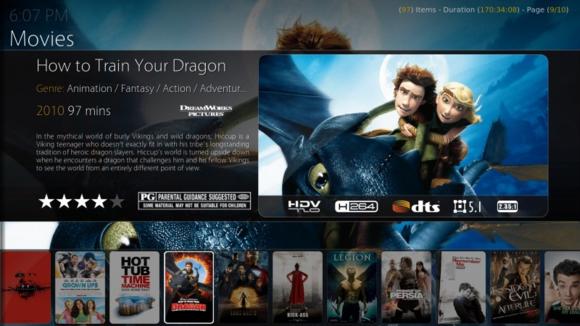 6:07 PM
(97) Items - Duration (170:34:08) - Page (9/10)
Movies
How to Train Your Dragon
Genre: Animation / Fantasy / Action / Adventur...
2010 97 mins
DREAMWORKS
PICTURES
In the mythical world of burly Vikings and wild dragons, Hiccup is a
Viking teenager who doesn't exactly fit in with his tribe's longstanding
tradition of heroic dragon slayers. Hiccup's world is turned upside down
when he encounters a dragon that challenges him and his fellow Vikings
to see the world from an entirely different point of view.
PG PARENTAL GUIDANCE SUGGESTED
SOME MATERIAL MAY NOT BE SUITABLE FOR CHILDREN
HDV
H264
dts
5.1
2.35:1
GROWN UPS
HOT TUB
TIME
MACHINE
DRAGON
KICK-ASS
LEGION
PERSIA
AFTERLIFE